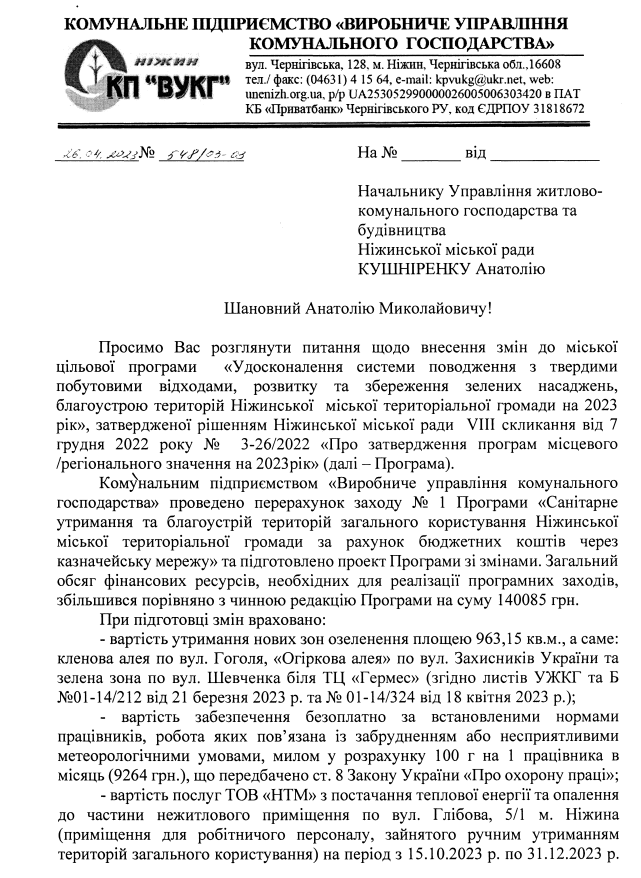 КОМУНАЛЬНЕ ПІДПРИЄМСТВО «ВИРОБНИЧЕ УПРАВЛІННЯ
КОМУНАЛЬНОГО ГОСПОДАРСТВА»
НІЖИН
КП "ВУКГ"
вул. Чернігівська, 128, м. Ніжин, Чернігівська обл.,16608
тел./ факс: (04631) 4 15 64, e-mail: kpvukg@ukr.net, web:
unenizh.org.ua, р/р UA253052990000026005006303420 в ПАТ
КБ «Приватбанк» Чернігівського РУ, код ЄДРПОУ 31818672
26.04.2023 № 548/03-03 На № _______ від _____________
Начальнику Управління житлово-
комунального господарства та
будівництва
Ніжинської міської ради
КУШНІРЕНКУ Анатолію
Шановний Анатолію Миколайовичу!
Просимо Вас розглянути питання щодо внесення змін до міської
цільової програми «Удосконалення системи поводження з твердими
побутовими відходами, розвитку та збереження зелених насаджень,
благоустрою територій Ніжинської міської територіальної громади на 2023
рік», затвердженої рішенням Ніжинської міської ради VIII скликання від 7
грудня 2022 року № 3-26/2022 «Про затвердження програм місцевого
/регіонального значення на 2023рік» (далі – Програма).
Комунальним підприємством «Виробниче управління комунального
господарства» проведено перерахунок заходу № 1 Програми «Санітарне
утримання та благоустрій територій загального користування Ніжинської
міської територіальної громади за рахунок бюджетних коштів через
казначейську мережу» та підготовлено проект Програми зі змінами. Загальний
обсяг фінансових ресурсів, необхідних для реалізації програмних заходів,
збільшився порівняно з чинною редакцію Програми на суму 140085 грн.
При підготовці змін враховано:
- вартість утримання нових зон озеленення площею 963,15 кв.м., а саме:
кленова алея по вул. Гоголя, «Огіркова алея» по вул. Захисників України та
зелена зона по вул. Шевченка біля ТЦ «Гермес» (згідно листів УЖКГ та Б
№01-14/212 від 21 березня 2023 р. та № 01-14/324 від 18 квітня 2023 р.);
- вартість забезпечення безоплатно за встановленими нормами
працівників, робота яких пов’язана із забрудненням або несприятливими
метеорологічними умовами, милом у розрахунку 100 г на 1 працівника в
місяць (9264 грн.), що передбачено ст. 8 Закону України «Про охорону праці»;
- вартість послуг ТОВ «НТМ» з постачання теплової енергії та опалення
до частини нежитлового приміщення по вул. Глібова, 5/1 м. Ніжина
(приміщення для робітничого персоналу, зайнятого ручним утриманням
територій загального користування) на період з 15.10.2023 р. по 31.12.2023 р.